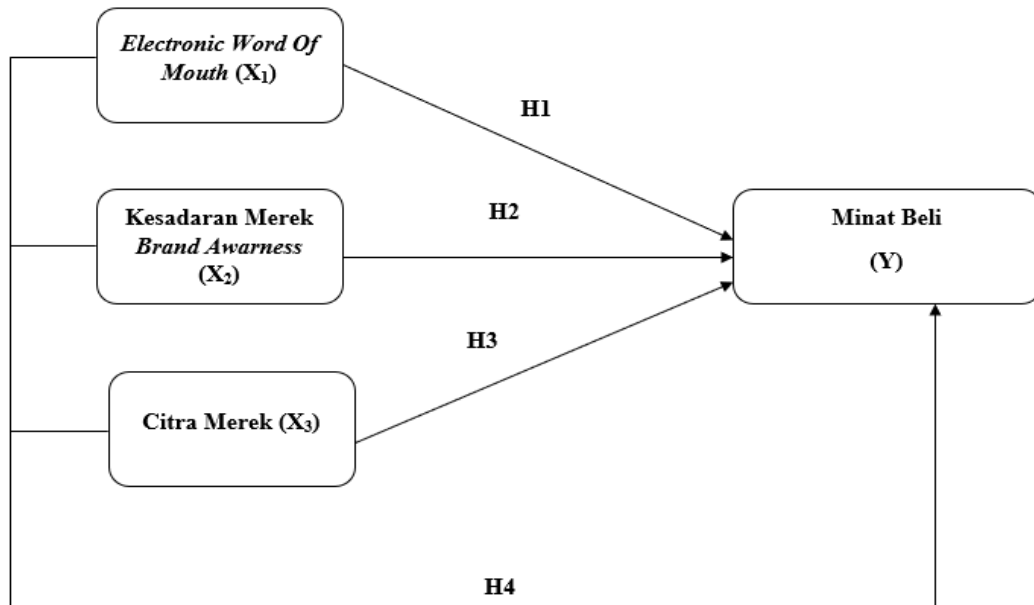 Electronic Word Of
Mouth (X₁)
H1
Kesadaran Merek
Brand Awarness
(X₂)
H2
Minat Beli
(Y)
H3
Citra Merek (X₃)
H4